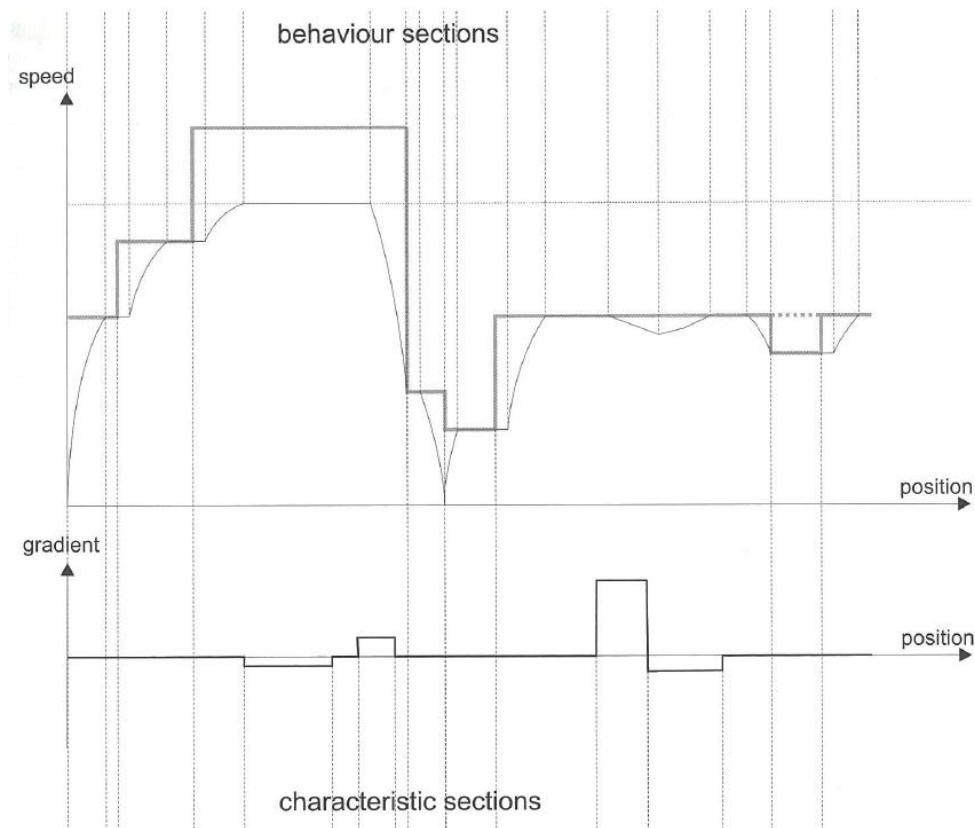 behaviour sections
speed
position
gradient
position
characteristic sections